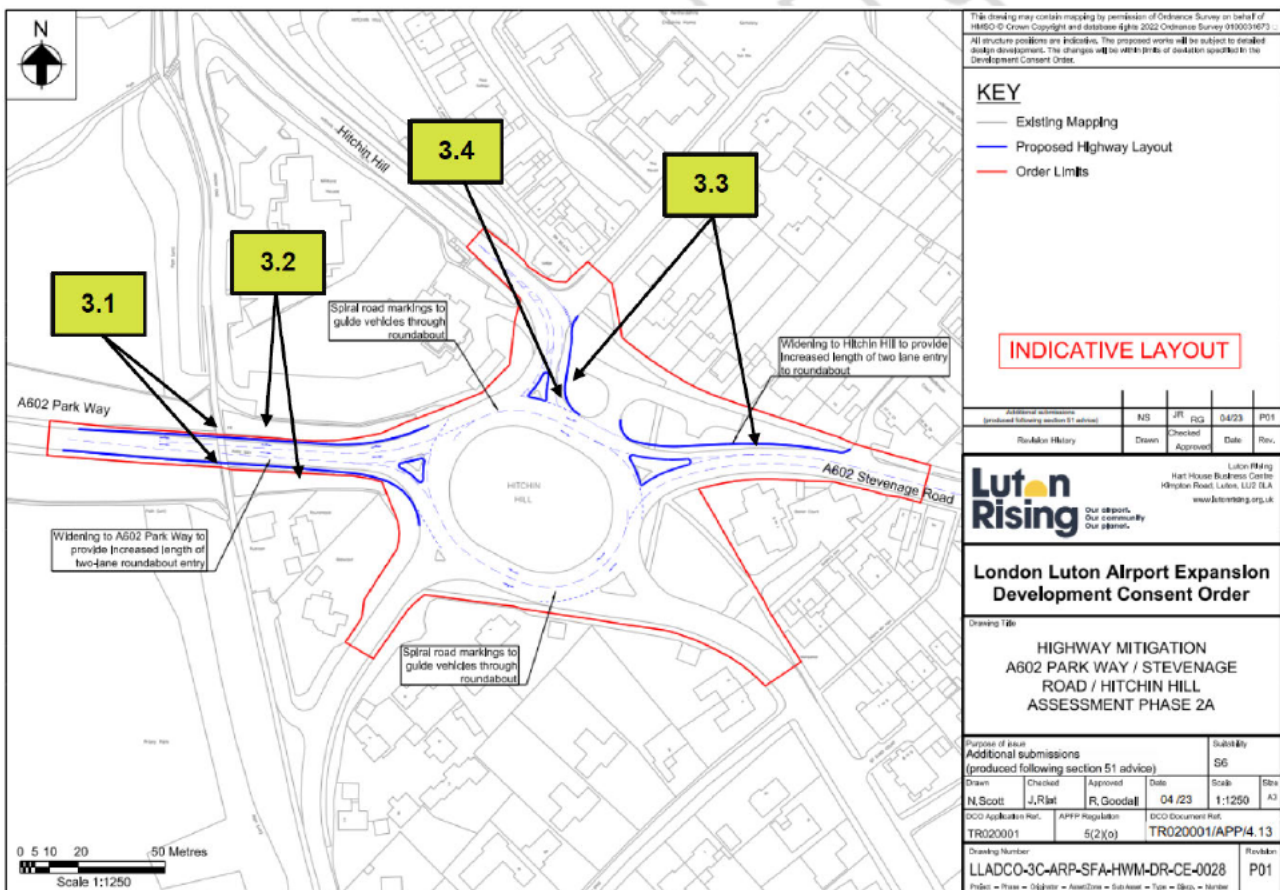 N
Hitchin Hill
3.4
3.3
3.2
3.1
Spiral road markings to
guide vehicles through
roundabout
Widening to Hitchin Hill to provide
increased length of two lane entry
to roundabout
A602 Park Way
A602 Stevenage Road
HITCHIN
HILL
Widening to A602 Park Way to
provide increased length of
two-lane roundabout entry
Spiral road markings to
guide vehicles through
roundabout
0 5 10 20 50 Metres
Scale 1:1250
This drawing may contain mapping by permission of Ordnance Survey on behalf of
HMSO © Crown Copyright and database rights 2022 Ordnance Survey
All structure positions are indicative. The proposed works will be subject to detailed
design development. The changes will be within limits of deviation specified in the
Development Consent Order.
KEY
Existing Mapping
Proposed Highway Layout
Order Limits
INDICATIVE LAYOUT
Additional submissions
(produced following section 51 advice)
NS JR RG 04/23 P01
Revision History Drawn Checked Approved Date Rev.
Luton
Rising
Our airport.
Our community
Our planet.
Luton Rising
Hart House Business Centre
Kimpton Road, Luton, LU2 0LA
www.lutonrising.org.uk
London Luton Airport Expansion
Development Consent Order
Drawing Title
HIGHWAY MITIGATION
A602 PARK WAY / STEVENAGE
ROAD / HITCHIN HILL
ASSESSMENT PHASE 2A
Purpose of issue
Additional submissions
(produced following section 51 advice)
Suitability
S6
Drawn Checked Approved Date Scale Size
N.Scott J.Riat R.Goodall 04 /23 1:1250 A3
DCO Application Ref. APFP Regulation DCO Document Ref.
TR020001 5(2)(o) TR020001/APP/4.13
Drawing Number Revision
LLADCO-3C-ARP-SFA-HWM-DR-CE-0028 P01
Project – Phase – Originator – Asset/Zone – Sub Asset – Type – Disc. – Number